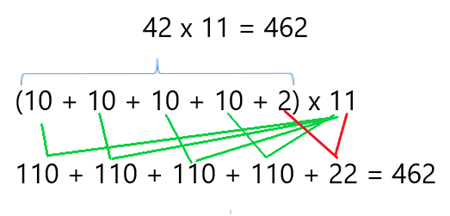 42 x 11 = 462
(10 + 10 + 10 + 10 + 2) x 11
110 + 110 + 110 + 110 + 22 = 462